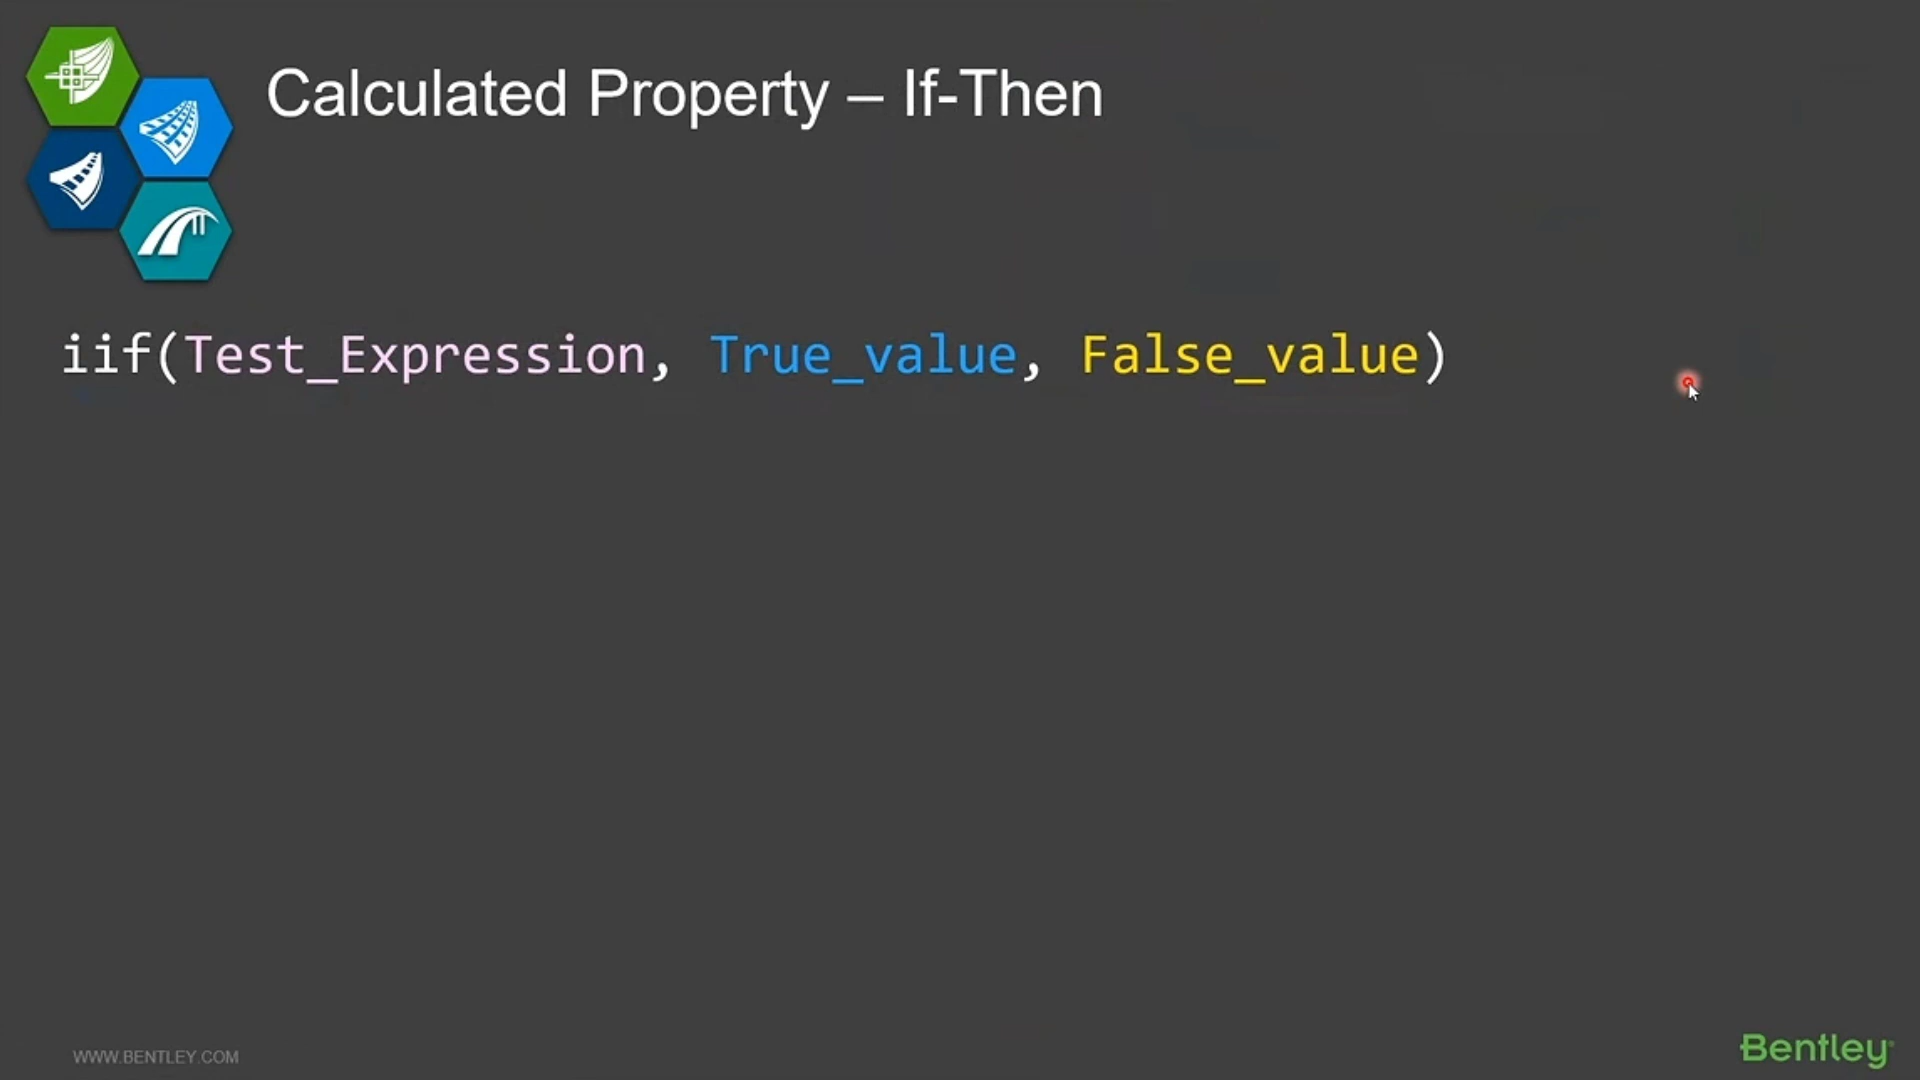 Calculated Property – If-Then
iif(Test_Expression, True_value, False_value)
WWW.BENTLEY.COM
Bentley®